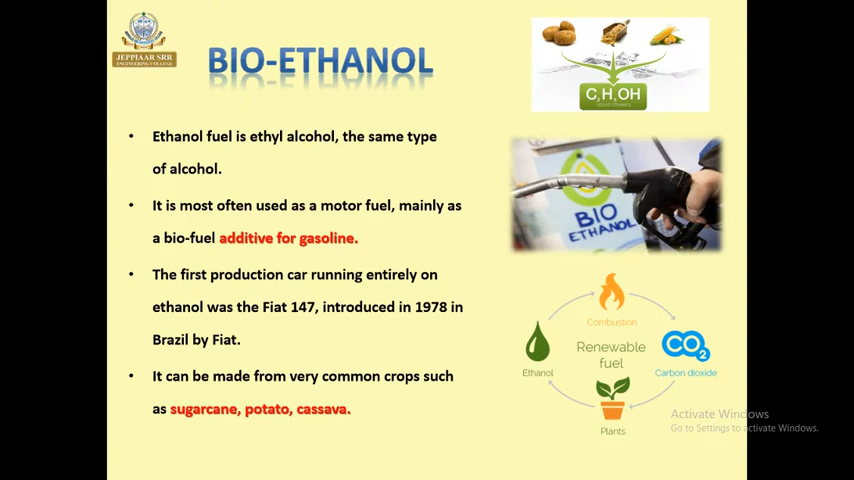 JEPPIAAR SRR
ENGINEERING COLLEGE
BIO-ETHANOL
• Ethanol fuel is ethyl alcohol, the same type
of alcohol.
• It is most often used as a motor fuel, mainly as
a bio-fuel additive for gasoline.
• The first production car running entirely on
ethanol was the Fiat 147, introduced in 1978 in
Brazil by Fiat.
• It can be made from very common crops such
as sugarcane, potato, cassava.
C₂H₅OH
BIO
ETHANOL
Combustion
CO₂
Carbon dioxide
Renewable
fuel
Ethanol
Plants
Activate Windows
Go to Settings to activate Windows.